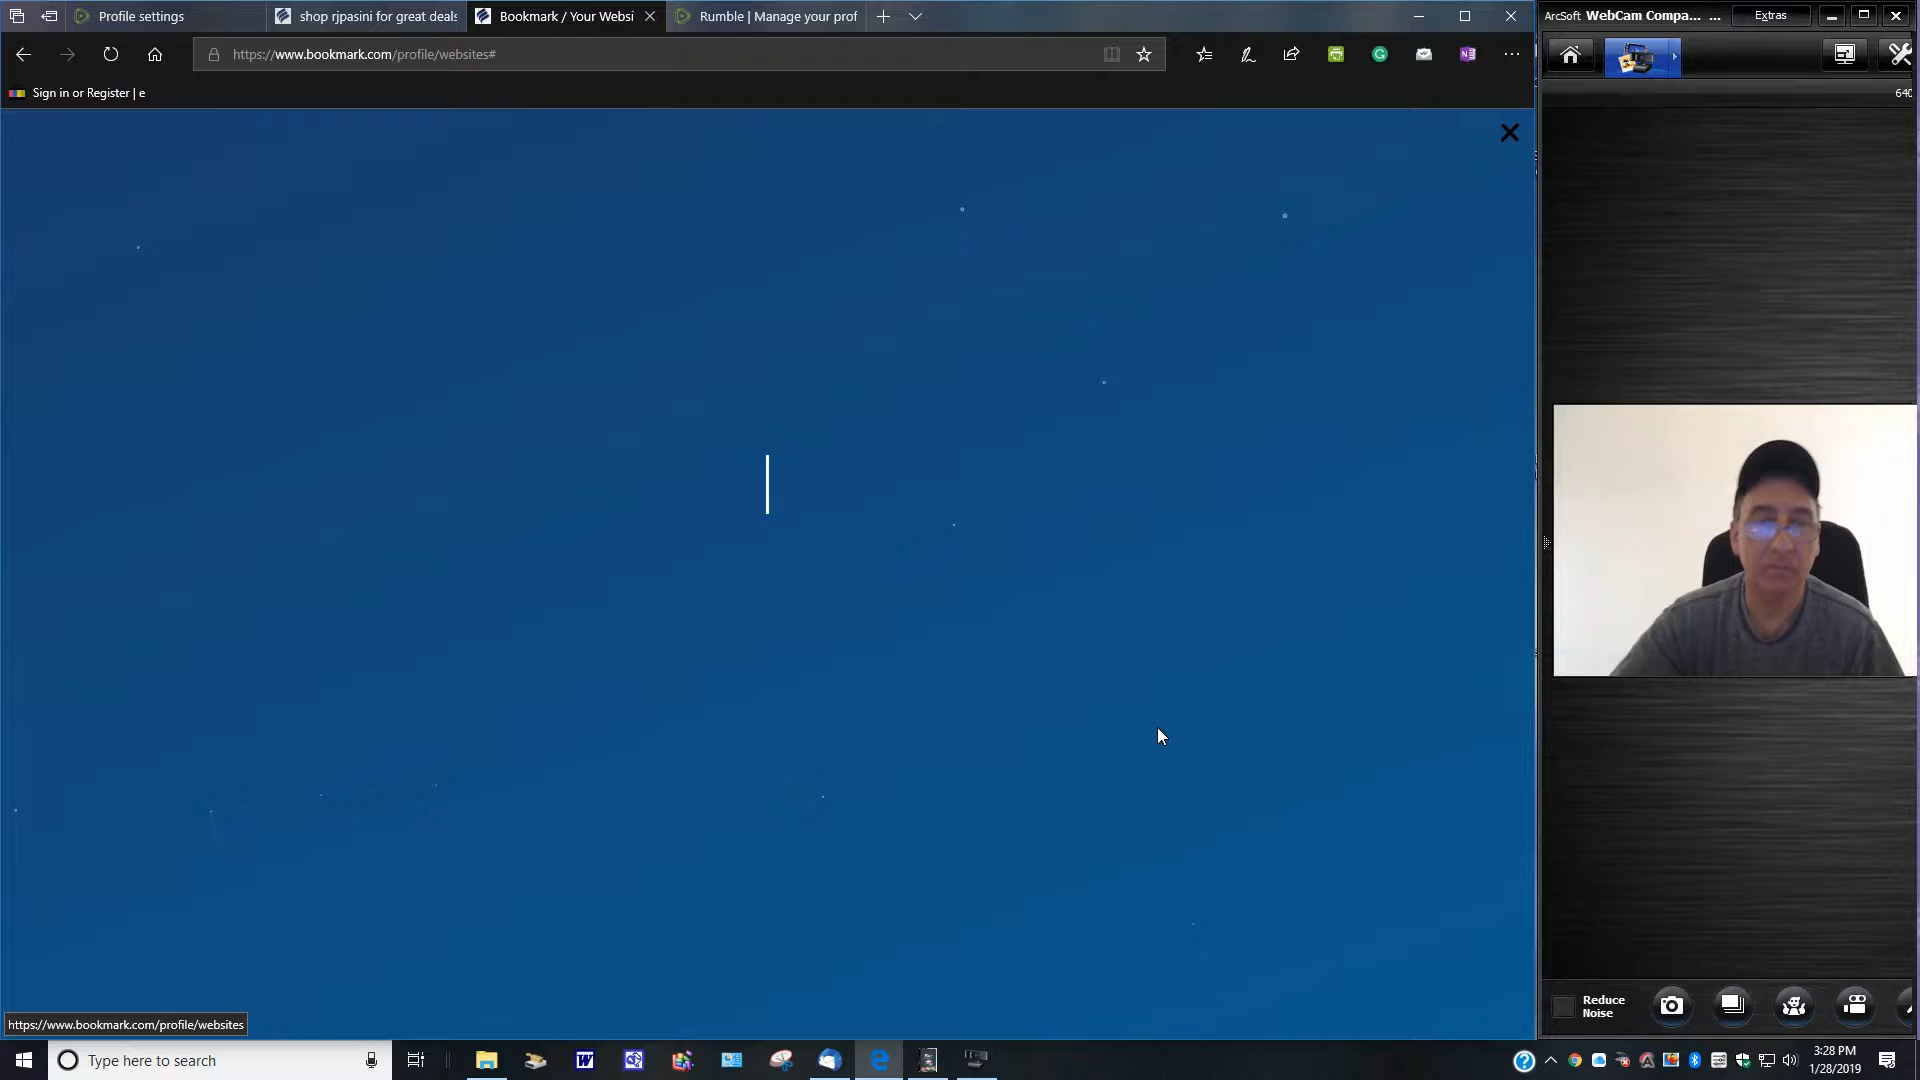 Profile settings
shop rjpasini for great deals
Bookmark / Your Websi
Rumble | Manage your prof
ArcSoft WebCam Compa... ...
Extras
https://www.bookmark.com/profile/websites#
Sign in or Register | e
640
https://www.bookmark.com/profile/websites
Reduce
Noise
Type here to search
3:28 PM
1/28/2019